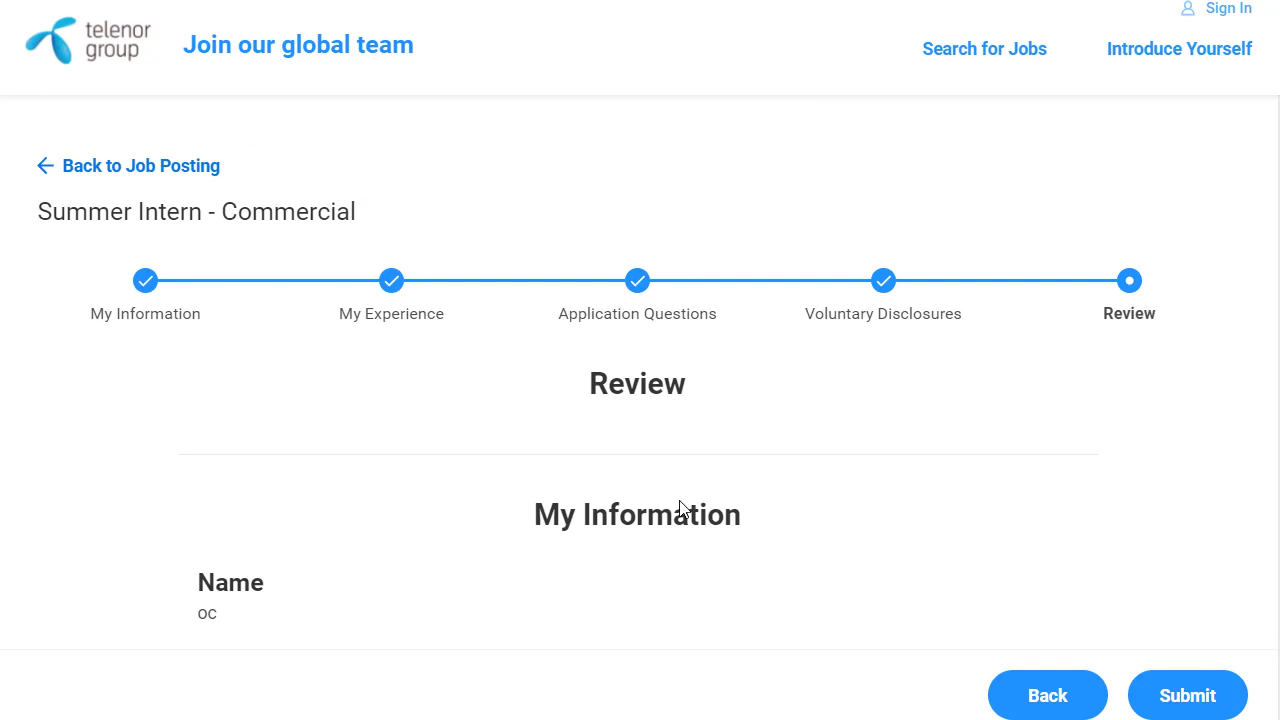 Sign In
telenor
group
Join our global team
Search for Jobs
Introduce Yourself
Back to Job Posting
Summer Intern - Commercial
My Information
My Experience
Application Questions
Voluntary Disclosures
Review
Review
My Information
Name
OC
Back
Submit